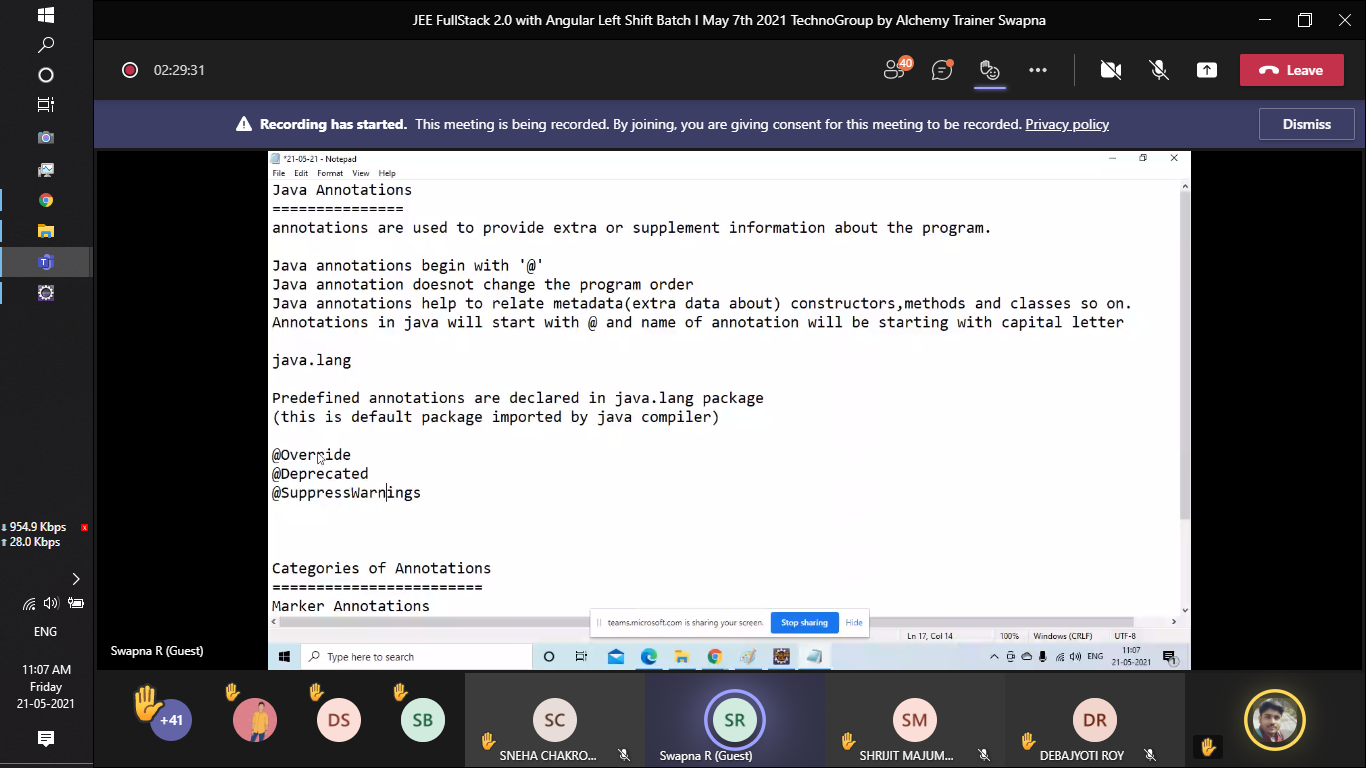 JEE FullStack 2.0 with Angular Left Shift Batch I May 7th 2021 TechnoGroup by Alchemy Trainer Swapna
02:29:31
40
Leave
Recording has started. This meeting is being recorded. By joining, you are giving consent for this meeting to be recorded. Privacy policy
Dismiss
*21-05-21 - Notepad
File Edit Format View Help
Java Annotations
===============
annotations are used to provide extra or supplement information about the program.
Java annotations begin with '@'
Java annotation doesnot change the program order
Java annotations help to relate metadata(extra data about) constructors,methods and classes so on.
Annotations in java will start with @ and name of annotation will be starting with capital letter
java.lang
Predefined annotations are declared in java.lang package
(this is default package imported by java compiler)
@Override
@Deprecated
@SuppressWarnings
Categories of Annotations
========================
Marker Annotations
teams.microsoft.com is sharing your screen.
Stop sharing
Hide
Ln 17, Col 14
100%
Windows (CRLF)
UTF-8
Type here to search
ENG
11:07
21-05-2021
1
Swapna R (Guest)
954.9 Kbps
x
28.0 Kbps
ENG
11:07 AM
Friday
21-05-2021
+41
DS
SB
SC
SNEHA CHAKRO...
SR
Swapna R (Guest)
SM
SHRIJIT MAJUM...
DR
DEBAJYOTI ROY